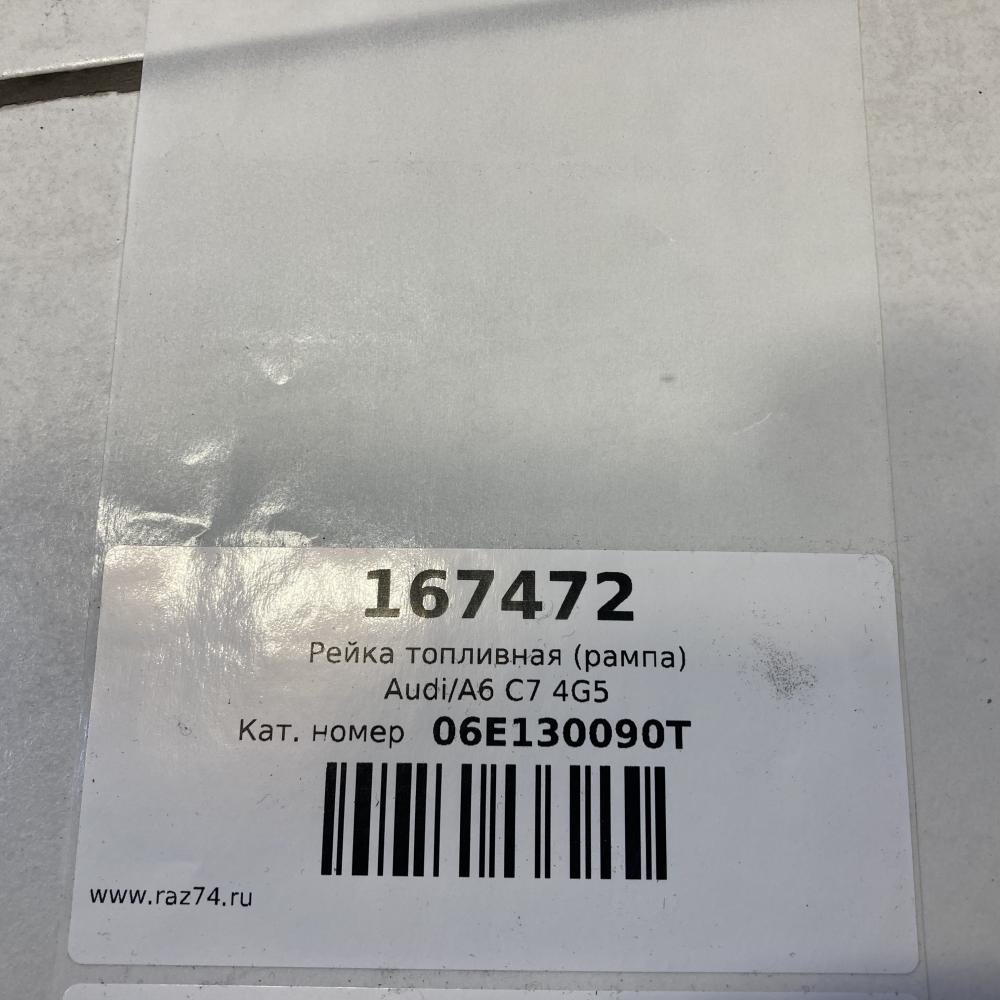 167472
Рейка топливная (рампа)
Audi/A6 C7 4G5
Кат. номер 06E130090T
www.raz74.ru